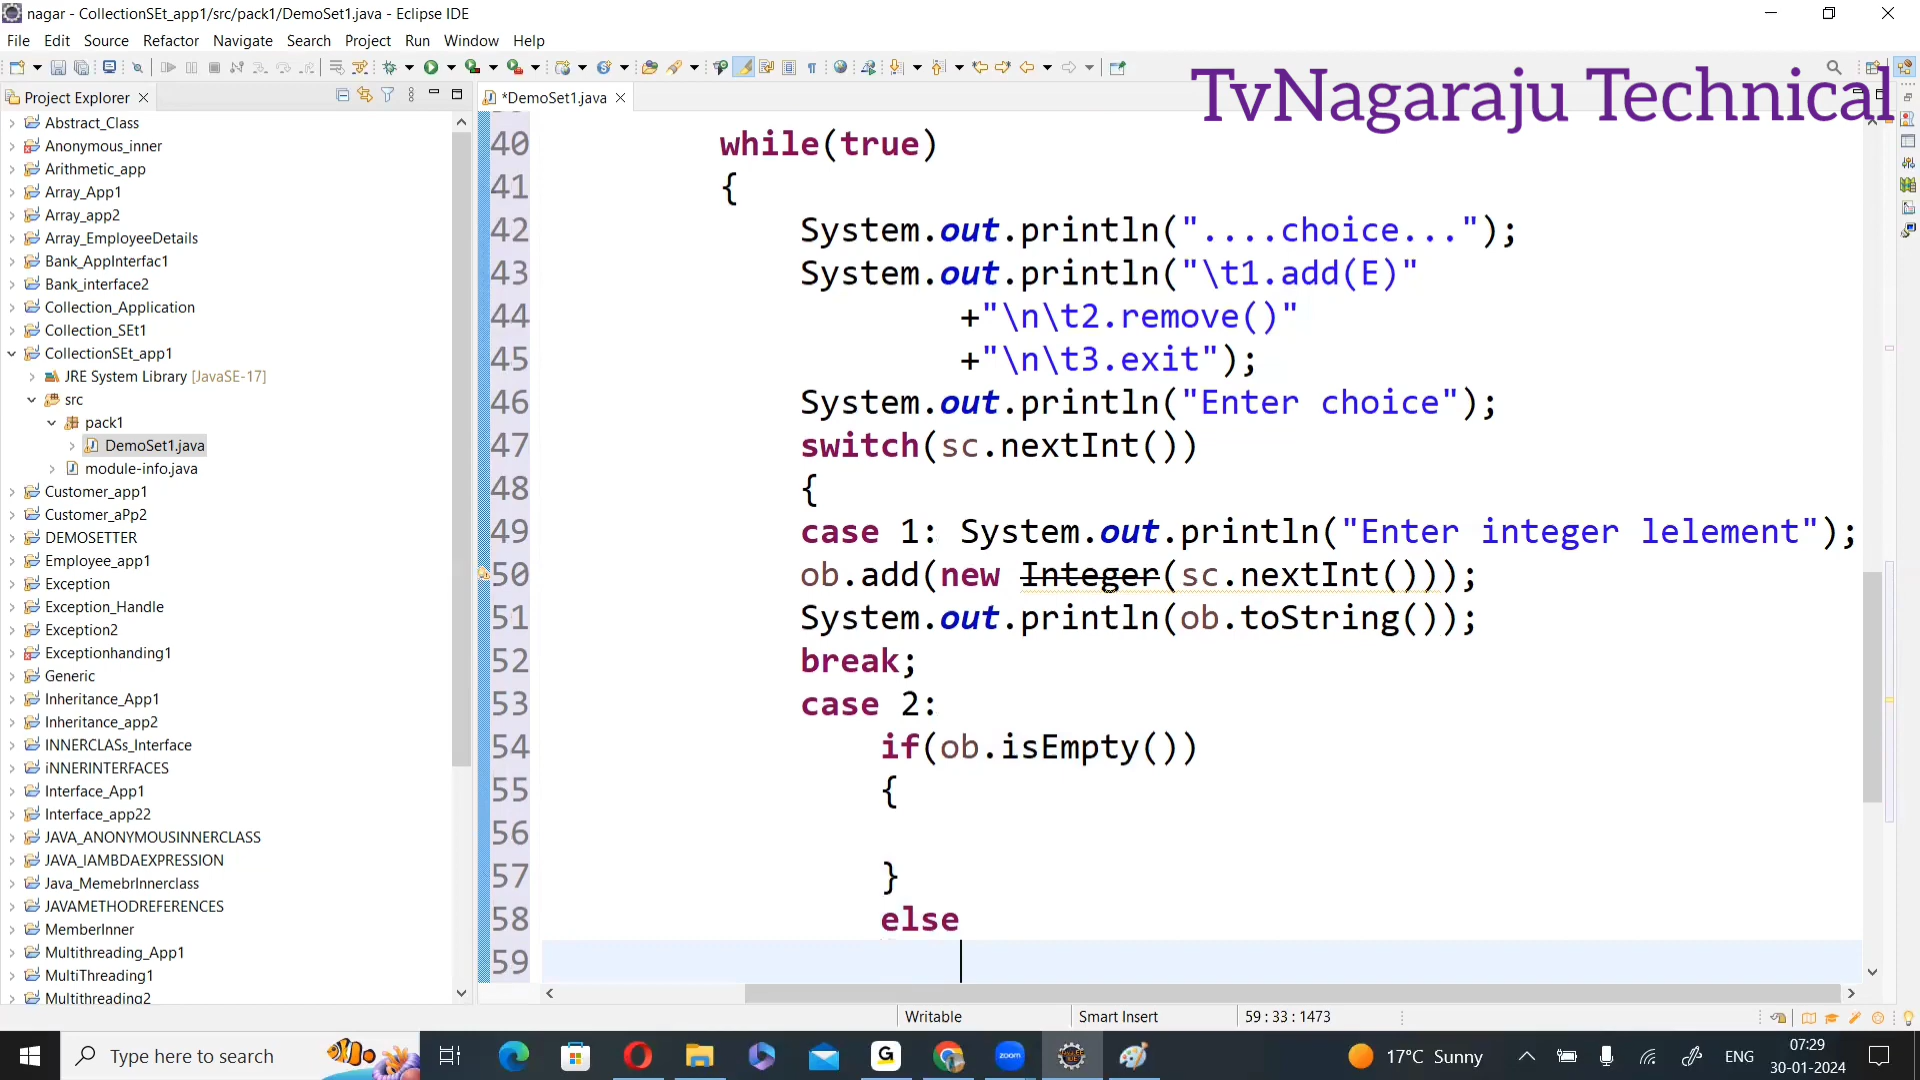 nagar - CollectionSEt_app1/src/pack1/DemoSet1.java - Eclipse IDE
File Edit Source Refactor Navigate Search Project Run Window Help
TvNagaraju Technical
Project Explorer
*DemoSet1.java
Abstract_Class
Anonymous_inner
Arithmetic_app
Array_App1
Array_app2
Array_EmployeeDetails
Bank_AppInterfac1
Bank_interface2
Collection_Application
Collection_SEt1
CollectionSEt_app1
JRE System Library [JavaSE-17]
src
pack1
DemoSet1.java
module-info.java
Customer_app1
Customer_aPp2
DEMOSETTER
Employee_app1
Exception
Exception_Handle
Exception2
Exceptionhanding1
Generic
Inheritance_App1
Inheritance_app2
INNERCLASs_Interface
iNNERINTERFACES
Interface_App1
Interface_app22
JAVA_ANONYMOUSINNERCLASS
JAVA_lAMBDAEXPRESSION
Java_MemebrInnerclass
JAVAMETHODREFERENCES
MemberInner
Multithreading_App1
MultiThreading1
Multithreading2
40 while(true)
41 {
42 System.out.println("....choice...");
43 System.out.println("\t1.add(E)"
44 +"\n\t2.remove()"
45 +"\n\t3.exit");
46 System.out.println("Enter choice");
47 switch(sc.nextInt())
48 {
49 case 1: System.out.println("Enter integer lelement");
50 ob.add(new Integer(sc.nextInt()));
51 System.out.println(ob.toString());
52 break;
53 case 2:
54 if(ob.isEmpty())
55 {
56
57 }
58 else
59
Writable Smart Insert 59 : 33 : 1473
Type here to search
zoom
17°C Sunny
ENG
07:29
30-01-2024